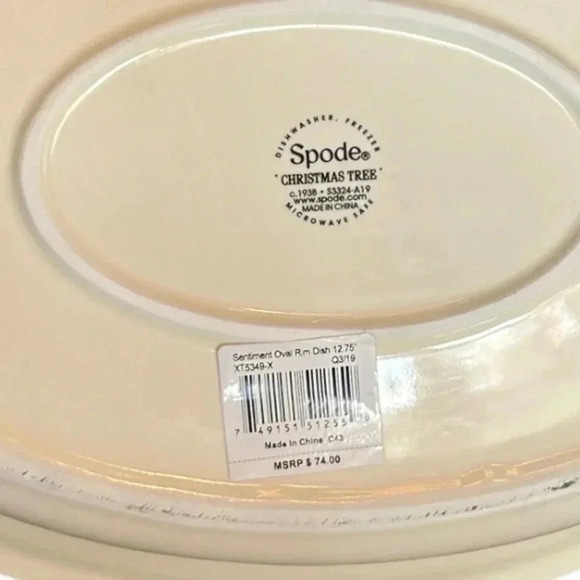 DISHWASHER, FREEZER
Spode®
"CHRISTMAS TREE"
c.1938 • S3324-A19
www.spode.com
MADE IN CHINA
MICROWAVE SAFE
Sentiment Oval Rim Dish 12.75"
XT5349-X Q3/19
7 49151 51255
Made In China C43
MSRP $ 74.00